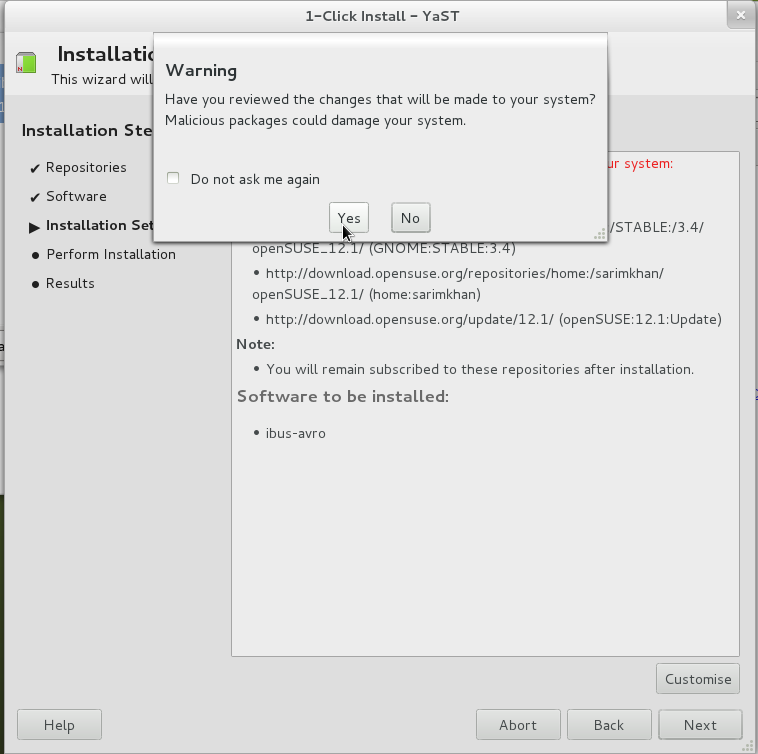 1-Click Install - YaST
Installatio
This wizard will
Warning
Have you reviewed the changes that will be made to your system?
Malicious packages could damage your system.
Do not ask me again
Yes
No
Installation Ste
Repositories
Software
Installation Set
Perform Installation
Results
ur system:
/STABLE:/3.4/
openSUSE_12.1/ (GNOME:STABLE:3.4)
• http://download.opensuse.org/repositories/home:/sarimkhan/
openSUSE_12.1/ (home:sarimkhan)
• http://download.opensuse.org/update/12.1/ (openSUSE:12.1:Update)
Note:
• You will remain subscribed to these repositories after installation.
Software to be installed:
• ibus-avro
Customise
Help
Abort
Back
Next